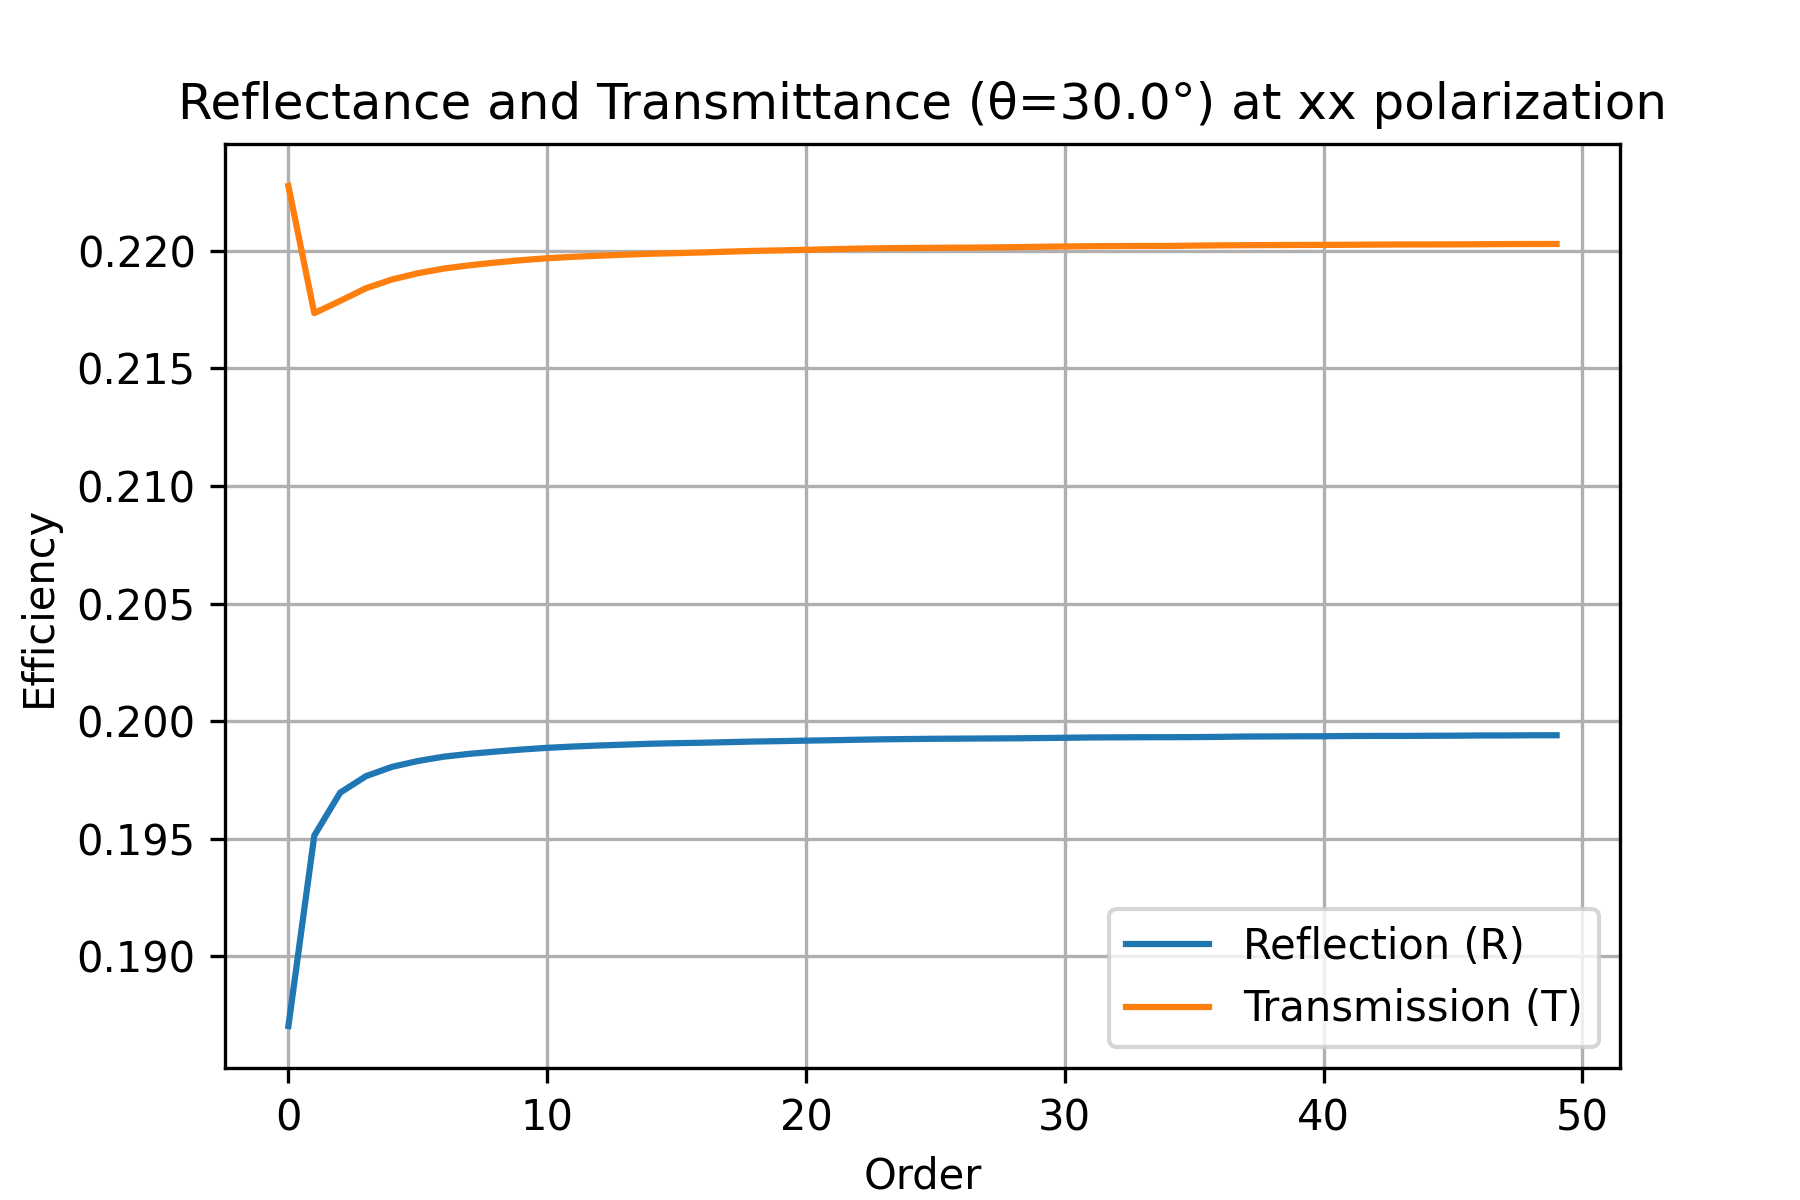 Reflectance and Transmittance (θ=30.0°) at xx polarization
0.220
0.215
0.210
0.205
0.200
0.195
0.190
Efficiency
Reflection (R)
Transmission (T)
0 10 20 30 40 50
Order